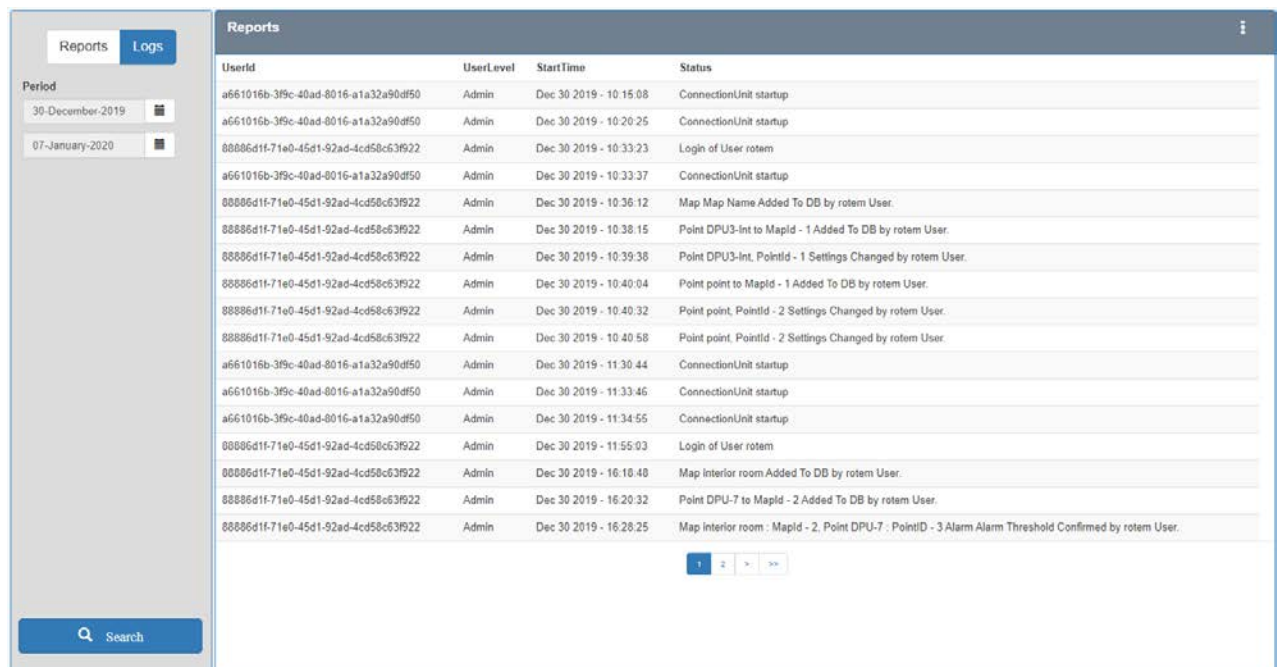 Reports Logs
Period
30-December-2019
07-January-2020
Search
Reports
UserId UserLevel StartTime Status
a661016b-3f9c-40ad-8016-a1a32a90df50 Admin Dec 30 2019 - 10:15:08 ConnectionUnit startup
a661016b-3f9c-40ad-8016-a1a32a90df50 Admin Dec 30 2019 - 10:20:25 ConnectionUnit startup
88886d1f-71e0-45d1-92ad-4cd58c63f922 Admin Dec 30 2019 - 10:33:23 Login of User rotem
a661016b-3f9c-40ad-8016-a1a32a90df50 Admin Dec 30 2019 - 10:33:37 ConnectionUnit startup
88886d1f-71e0-45d1-92ad-4cd58c63f922 Admin Dec 30 2019 - 10:36:12 Map Map Name Added To DB by rotem User.
88886d1f-71e0-45d1-92ad-4cd58c63f922 Admin Dec 30 2019 - 10:38:15 Point DPU3-Int to MapId - 1 Added To DB by rotem User.
88886d1f-71e0-45d1-92ad-4cd58c63f922 Admin Dec 30 2019 - 10:39:38 Point DPU3-Int, PointId - 1 Settings Changed by rotem User.
88886d1f-71e0-45d1-92ad-4cd58c63f922 Admin Dec 30 2019 - 10:40:04 Point point to MapId - 1 Added To DB by rotem User.
88886d1f-71e0-45d1-92ad-4cd58c63f922 Admin Dec 30 2019 - 10:40:32 Point point, PointId - 2 Settings Changed by rotem User.
88886d1f-71e0-45d1-92ad-4cd58c63f922 Admin Dec 30 2019 - 10:40:58 Point point, PointId - 2 Settings Changed by rotem User.
a661016b-3f9c-40ad-8016-a1a32a90df50 Admin Dec 30 2019 - 11:30:44 ConnectionUnit startup
a661016b-3f9c-40ad-8016-a1a32a90df50 Admin Dec 30 2019 - 11:33:46 ConnectionUnit startup
a661016b-3f9c-40ad-8016-a1a32a90df50 Admin Dec 30 2019 - 11:34:55 ConnectionUnit startup
88886d1f-71e0-45d1-92ad-4cd58c63f922 Admin Dec 30 2019 - 11:55:03 Login of User rotem
88886d1f-71e0-45d1-92ad-4cd58c63f922 Admin Dec 30 2019 - 16:18:48 Map interior room Added To DB by rotem User.
88886d1f-71e0-45d1-92ad-4cd58c63f922 Admin Dec 30 2019 - 16:20:32 Point DPU-7 to MapId - 2 Added To DB by rotem User.
88886d1f-71e0-45d1-92ad-4cd58c63f922 Admin Dec 30 2019 - 16:28:25 Map interior room : MapId - 2, Point DPU-7 : PointID - 3 Alarm Alarm Threshold Confirmed by rotem User.
1 2 > >>